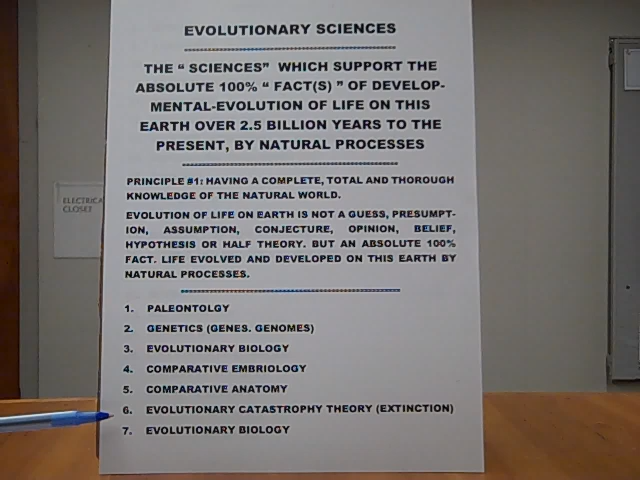 EVOLUTIONARY SCIENCES
THE “ SCIENCES” WHICH SUPPORT THE
ABSOLUTE 100% “ FACT(S) ” OF DEVELOP-
MENTAL-EVOLUTION OF LIFE ON THIS
EARTH OVER 2.5 BILLION YEARS TO THE
PRESENT, BY NATURAL PROCESSES
PRINCIPLE #1: HAVING A COMPLETE, TOTAL AND THOROUGH
KNOWLEDGE OF THE NATURAL WORLD.
EVOLUTION OF LIFE ON EARTH IS NOT A GUESS, PRESUMPT-
ION, ASSUMPTION, CONJECTURE, OPINION, BELIEF,
HYPOTHESIS OR HALF THEORY. BUT AN ABSOLUTE 100%
FACT. LIFE EVOLVED AND DEVELOPED ON THIS EARTH BY
NATURAL PROCESSES.
1. PALEONTOLGY
2. GENETICS (GENES. GENOMES)
3. EVOLUTIONARY BIOLOGY
4. COMPARATIVE EMBRIOLOGY
5. COMPARATIVE ANATOMY
6. EVOLUTIONARY CATASTROPHY THEORY (EXTINCTION)
7. EVOLUTIONARY BIOLOGY
ELECTRICA
CLOSET